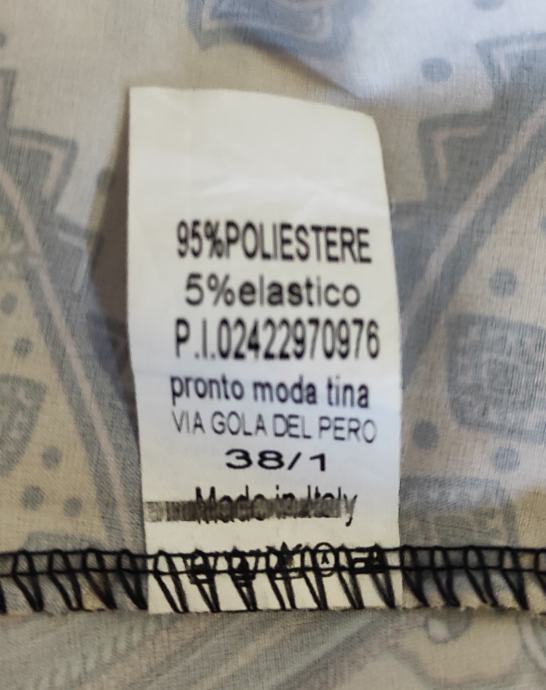 95%POLIESTERE
5%elastico
P.I.02422970976
pronto moda tina
VIA GOLA DEL PERO
38/1
Made in Italy